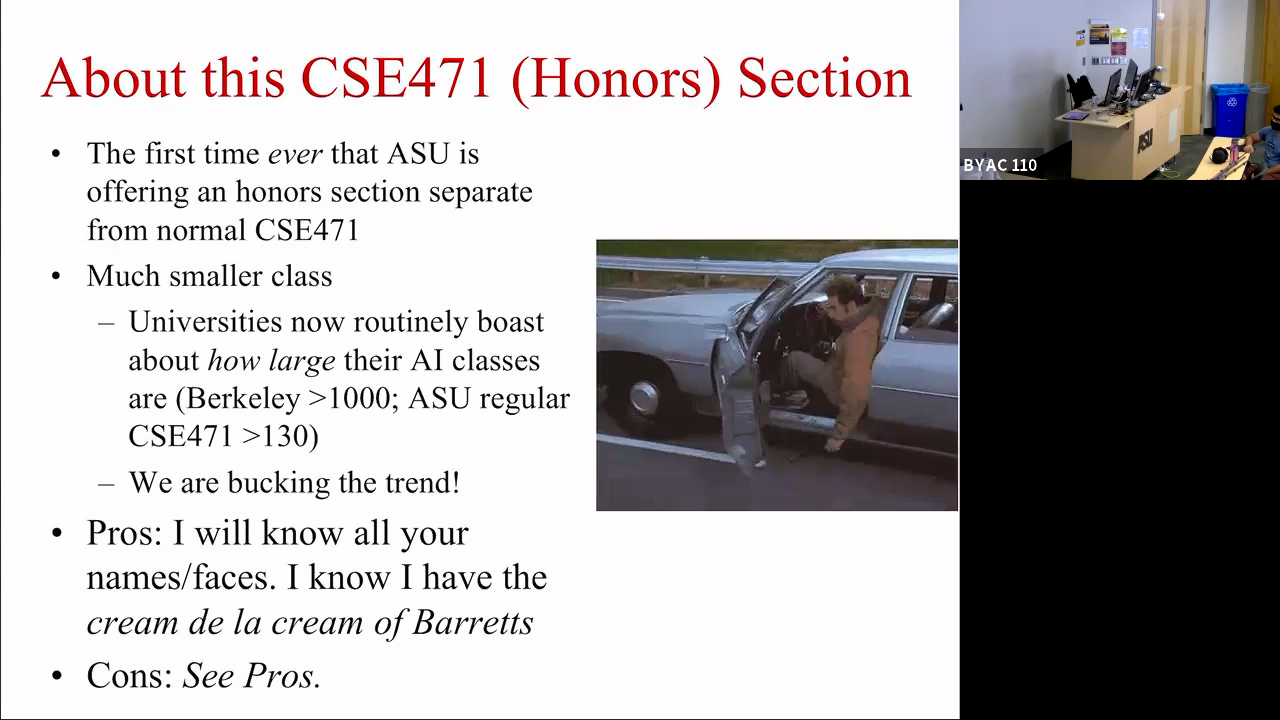 About this CSE471 (Honors) Section
• The first time ever that ASU is
offering an honors section separate
from normal CSE471
• Much smaller class
– Universities now routinely boast
about how large their AI classes
are (Berkeley >1000; ASU regular
CSE471 >130)
– We are bucking the trend!
• Pros: I will know all your
names/faces. I know I have the
cream de la cream of Barretts
• Cons: See Pros.
BYAC 110
ASU